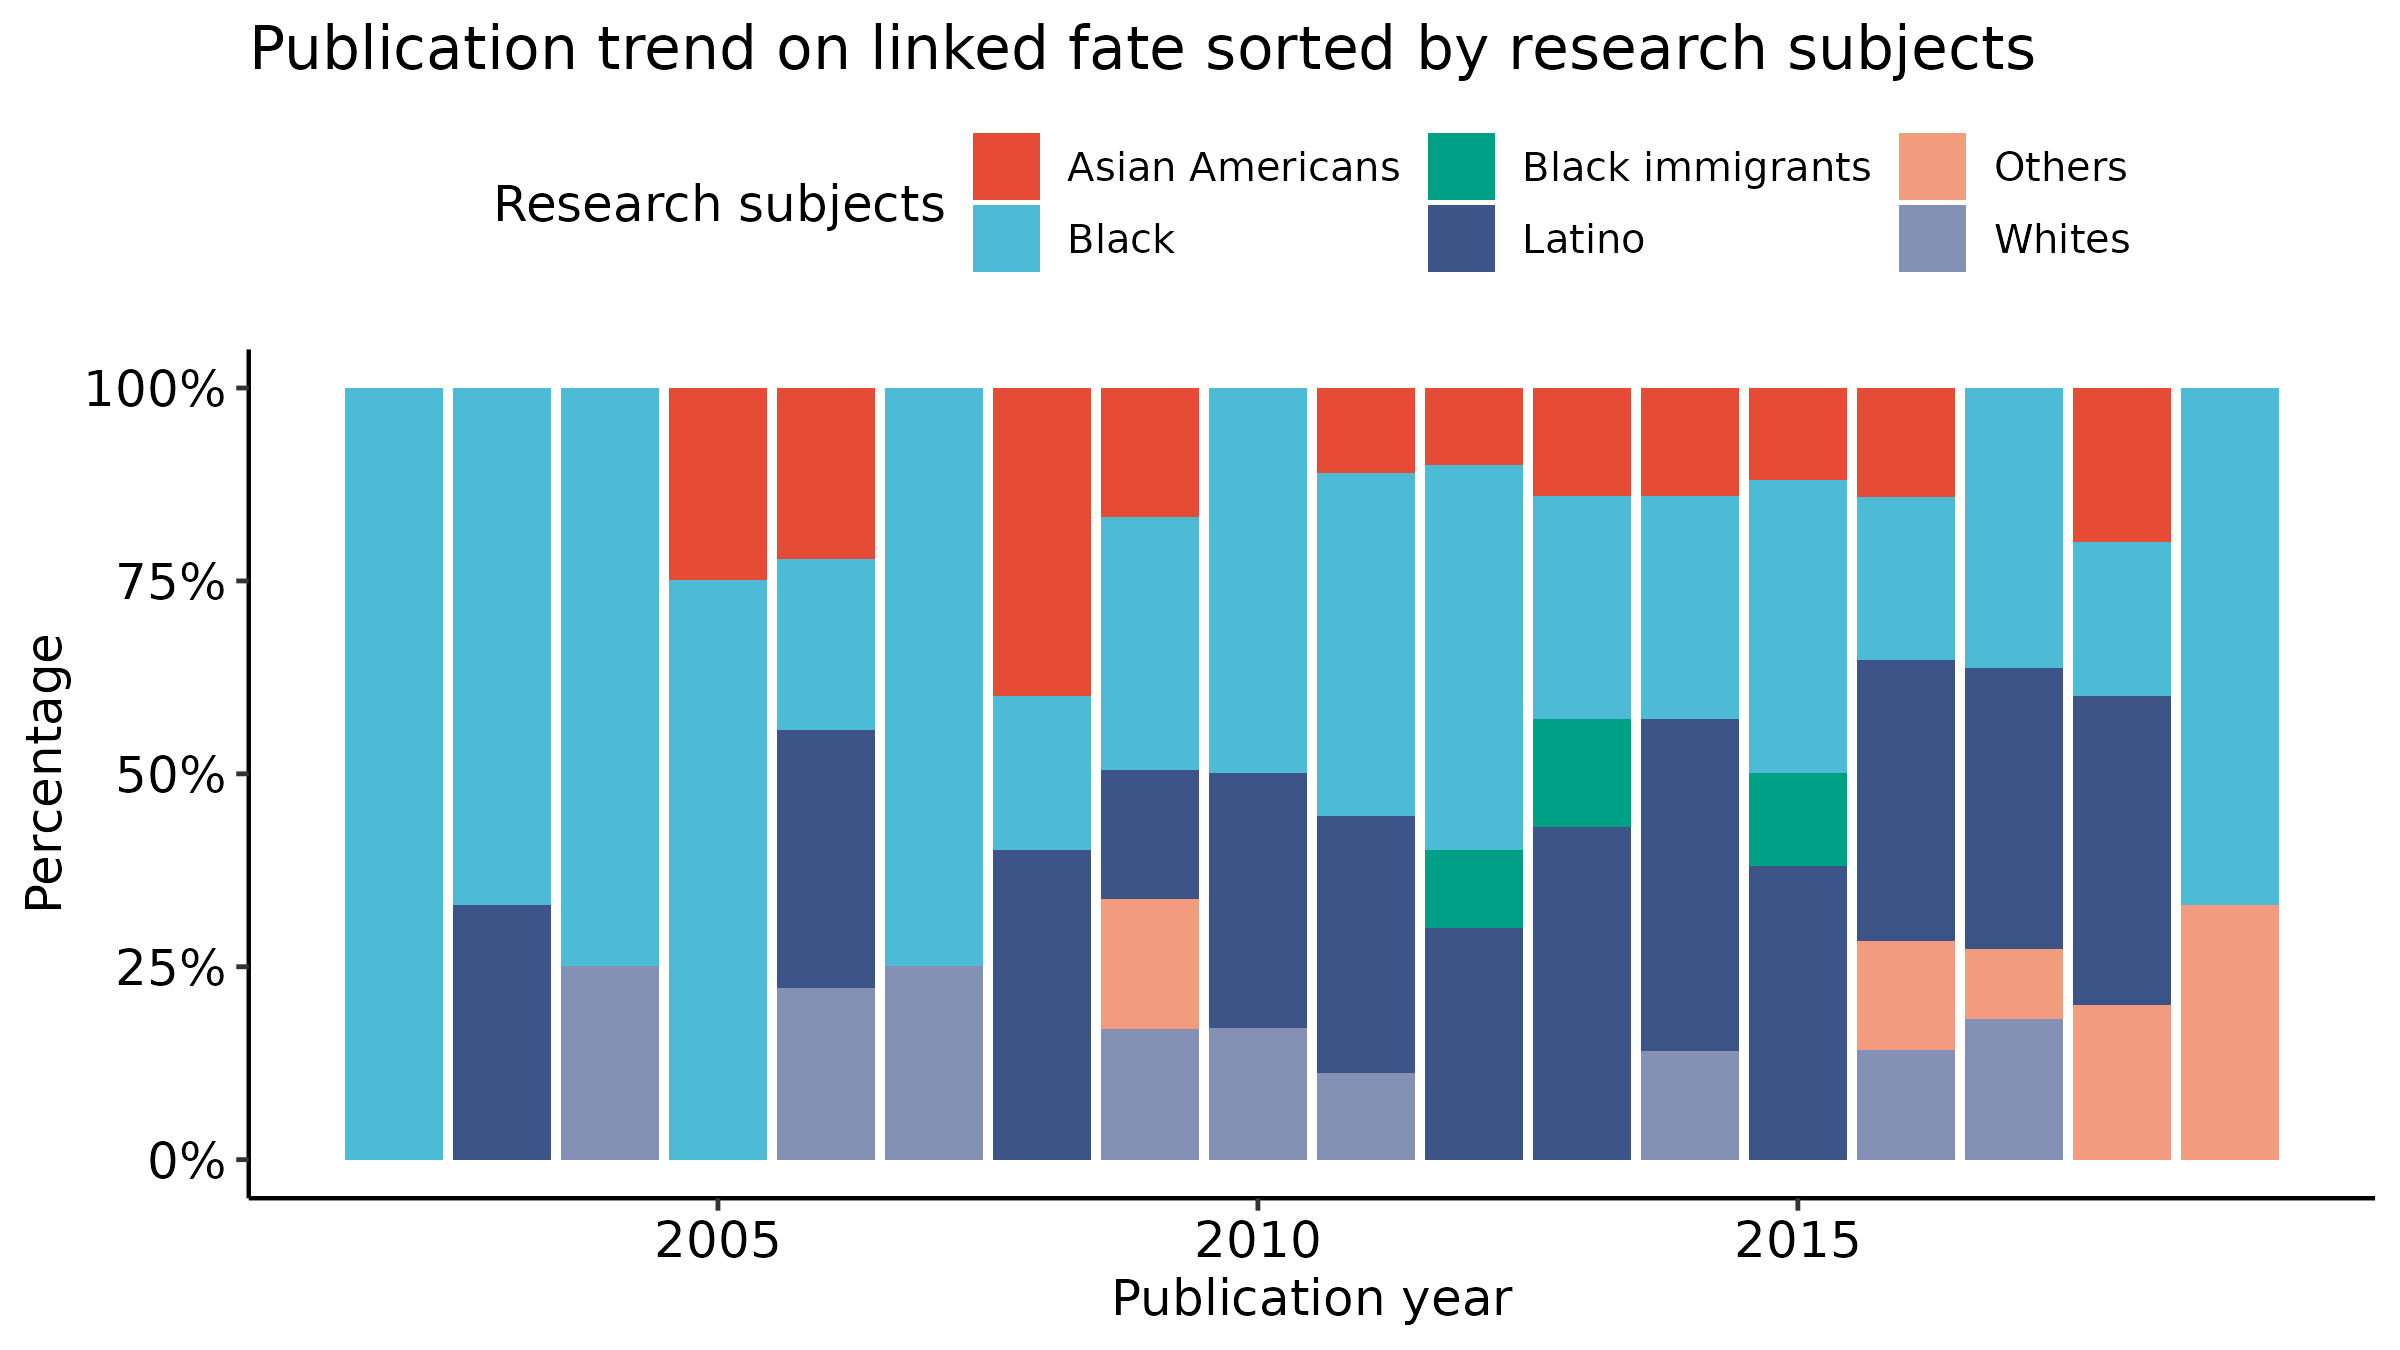 Publication trend on linked fate sorted by research subjects
Research subjects
Asian Americans
Black immigrants
Others
Black
Latino
Whites
Percentage
100%
75%
50%
25%
0%
2005
2010
2015
Publication year